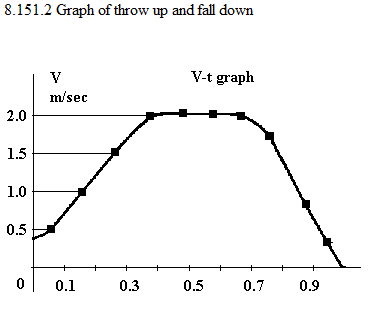 8.151.2 Graph of throw up and fall down
V
V-t graph
m/sec
2.0
1.5
1.0
0.5
0 0.1 0.3 0.5 0.7 0.9